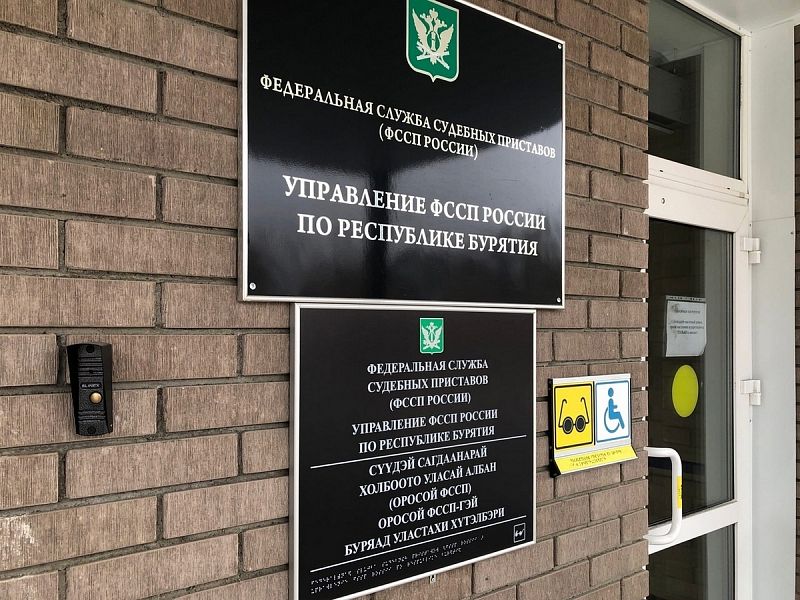 ФЕДЕРАЛЬНАЯ СЛУЖБА СУДЕБНЫХ ПРИСТАВОВ
(ФССП РОССИИ)
УПРАВЛЕНИЕ ФССП РОССИИ
ПО РЕСПУБЛИКЕ БУРЯТИЯ
ФЕДЕРАЛЬНАЯ СЛУЖБА
СУДЕБНЫХ ПРИСТАВОВ
(ФССП РОССИИ)
УПРАВЛЕНИЕ ФССП РОССИИ
ПО РЕСПУБЛИКЕ БУРЯТИЯ
СҮҮДЭЙ САГДААНАРАЙ
ХОЛБООТО УЛАСАЙ АЛБАН
(ОРОСОЙ ФССП)
ОРОСОЙ ФССП-ГЭЙ
БУРЯАД УЛАСТАХИ ХҮТЭЛБЭРИ